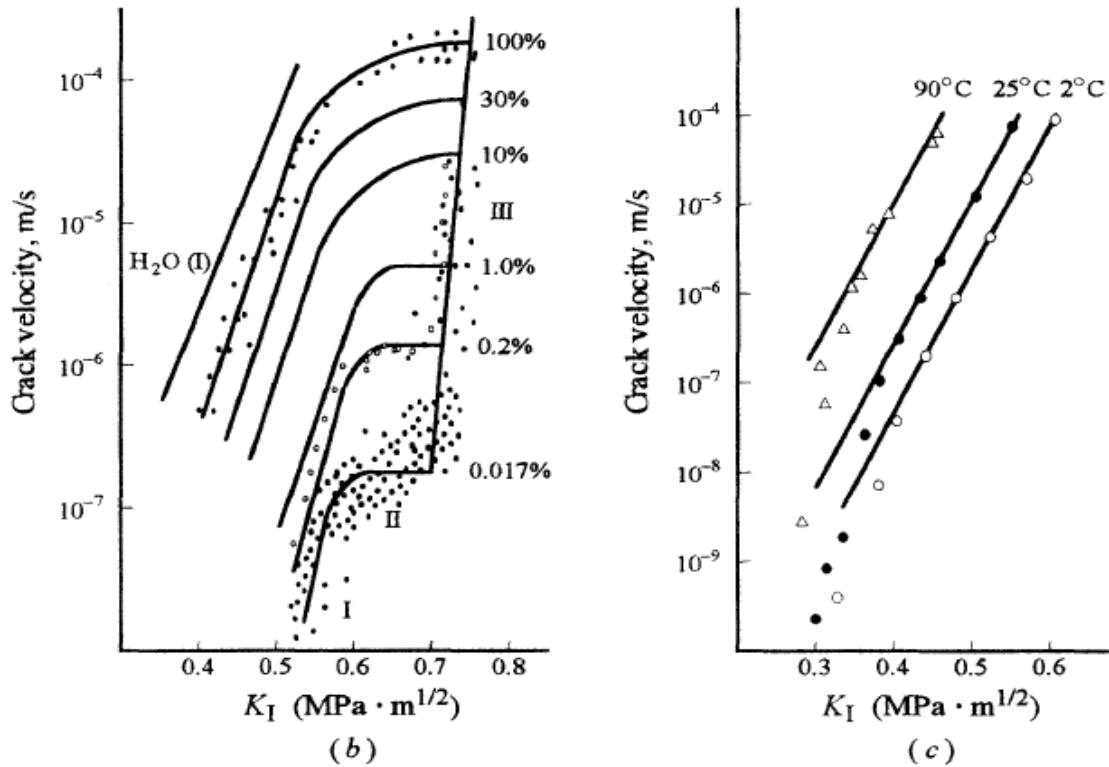 Crack velocity, m/s
10⁻⁴
10⁻⁵
10⁻⁶
10⁻⁷
H₂O (I)
100%
30%
10%
III
1.0%
0.2%
0.017%
II
I
0.4 0.5 0.6 0.7 0.8
K_I (MPa · m^{1/2})
(b)
Crack velocity, m/s
90°C 25°C 2°C
10⁻⁴
10⁻⁵
10⁻⁶
10⁻⁷
10⁻⁸
10⁻⁹
0.3 0.4 0.5 0.6
K_I (MPa · m^{1/2})
(c)